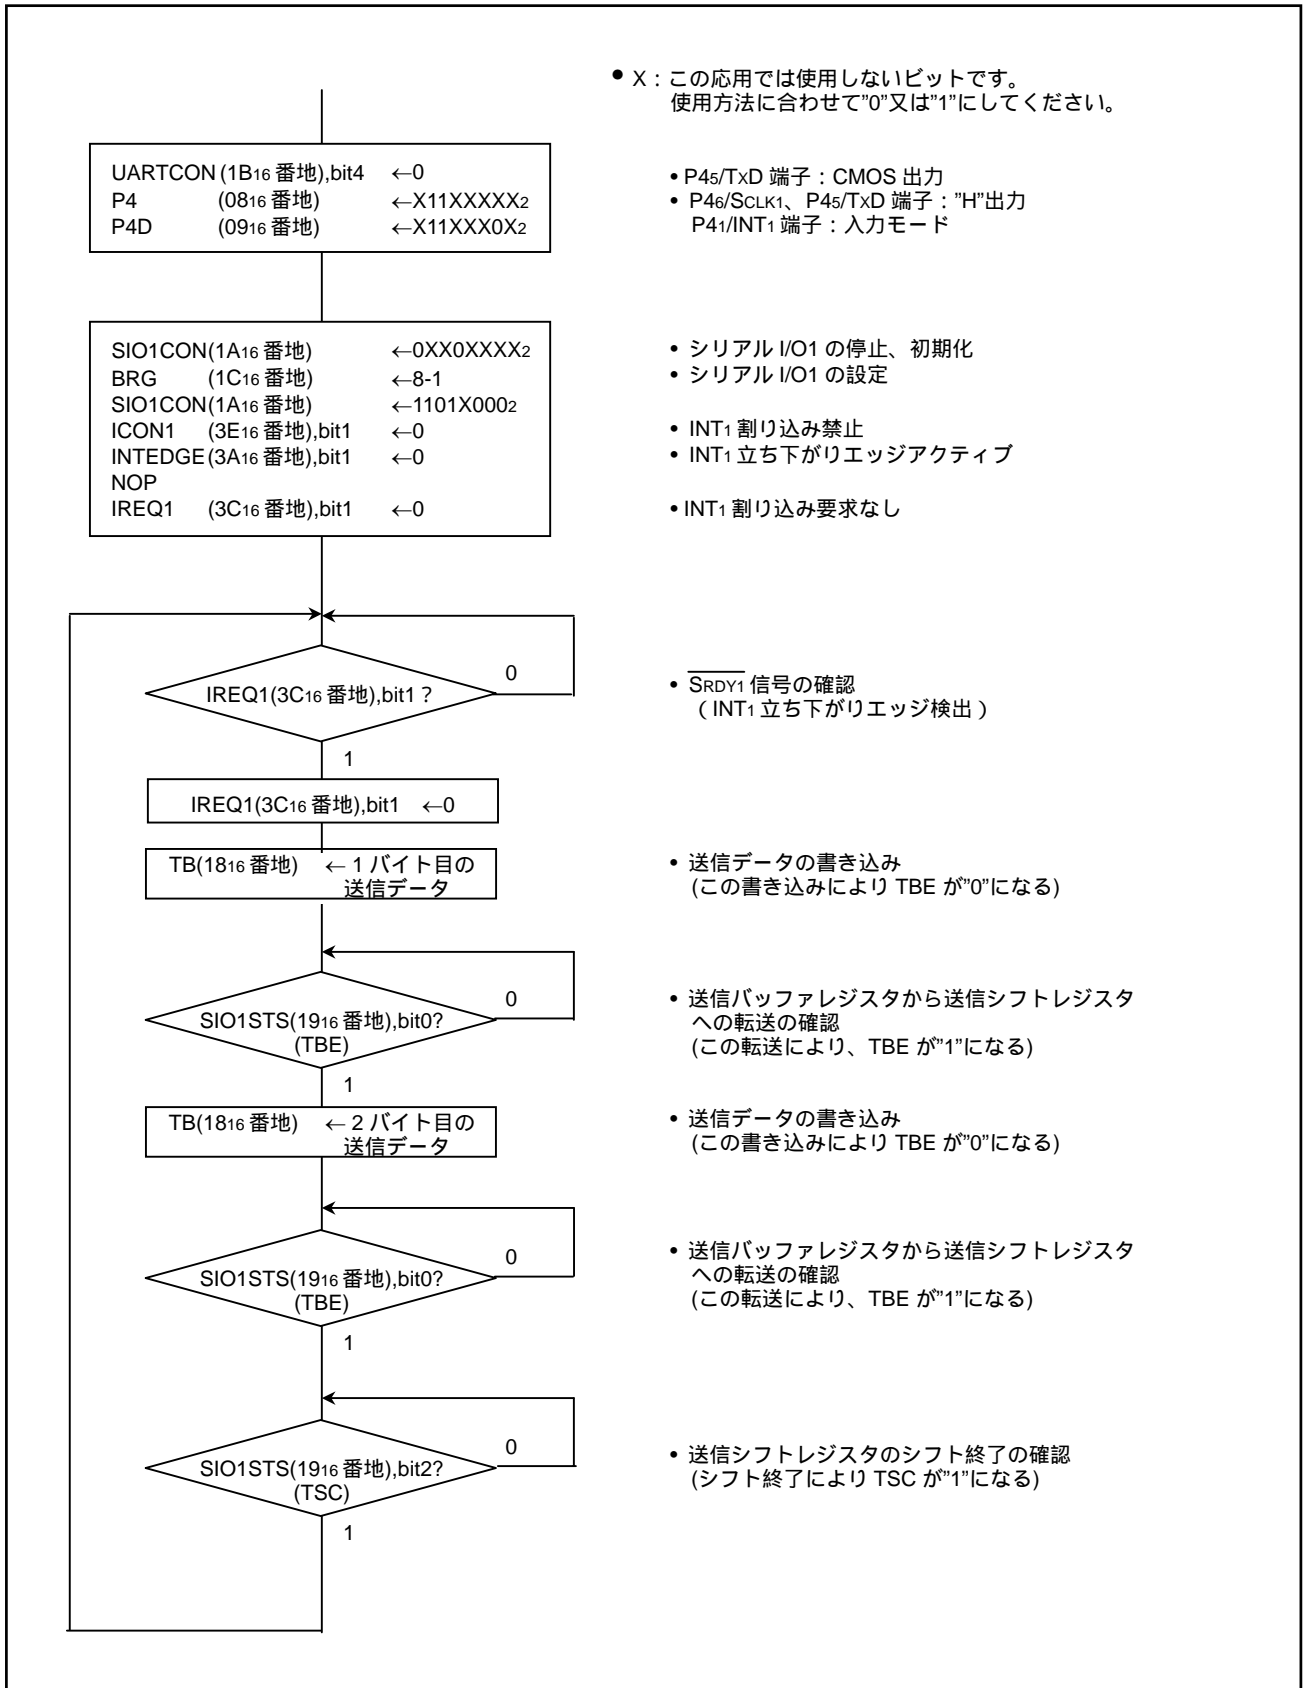 ● X：この応用では使用しないビットです。
使用方法に合わせて”0”又は”1”にしてください。
UARTCON (1B16 番地),bit4 ←0
P4 (0816 番地) ←X11XXXXX2
P4D (0916 番地) ←X11XXX0X2
• P45/TxD 端子：CMOS 出力
• P46/SCLK1、P45/TxD 端子：”H”出力
P41/INT1 端子：入力モード
SIO1CON(1A16 番地) ←0XX0XXXX2
BRG (1C16 番地) ←8-1
SIO1CON(1A16 番地) ←1101X0002
ICON1 (3E16 番地),bit1 ←0
INTEDGE(3A16 番地),bit1 ←0
NOP
IREQ1 (3C16 番地),bit1 ←0
• シリアル I/O1 の停止、初期化
• シリアル I/O1 の設定
• INT1 割り込み禁止
• INT1 立ち下がりエッジアクティブ
• INT1 割り込み要求なし
IREQ1(3C16 番地),bit1？
0
1
• SRDY1 信号の確認
（INT1 立ち下がりエッジ検出）
IREQ1(3C16 番地),bit1 ←0
TB(1816 番地) ← 1 バイト目の
送信データ
• 送信データの書き込み
(この書き込みにより TBE が”0”になる)
SIO1STS(1916 番地),bit0?
(TBE)
0
1
• 送信バッファレジスタから送信シフトレジスタ
への転送の確認
(この転送により、TBE が”1”になる)
TB(1816 番地) ← 2 バイト目の
送信データ
• 送信データの書き込み
(この書き込みにより TBE が”0”になる)
SIO1STS(1916 番地),bit0?
(TBE)
0
1
• 送信バッファレジスタから送信シフトレジスタ
への転送の確認
(この転送により、TBE が”1”になる)
SIO1STS(1916 番地),bit2?
(TSC)
0
1
• 送信シフトレジスタのシフト終了の確認
(シフト終了により TSC が”1”になる)